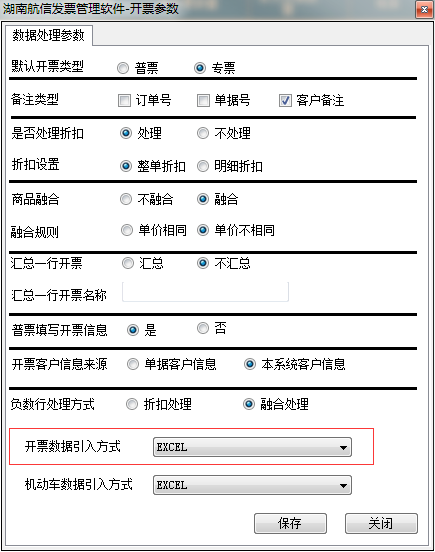 湖南航信发票管理软件-开票参数
数据处理参数
默认开票类型 普票 专票
备注类型 订单号 单据号 客户备注
是否处理折扣 处理 不处理
折扣设置 整单折扣 明细折扣
商品融合 不融合 融合
融合规则 单价相同 单价不相同
汇总一行开票 汇总 不汇总
汇总一行开票名称
普票填写开票信息 是 否
开票客户信息来源 单据客户信息 本系统客户信息
负数行处理方式 折扣处理 融合处理
开票数据引入方式 EXCEL
机动车数据引入方式 EXCEL
保存 关闭